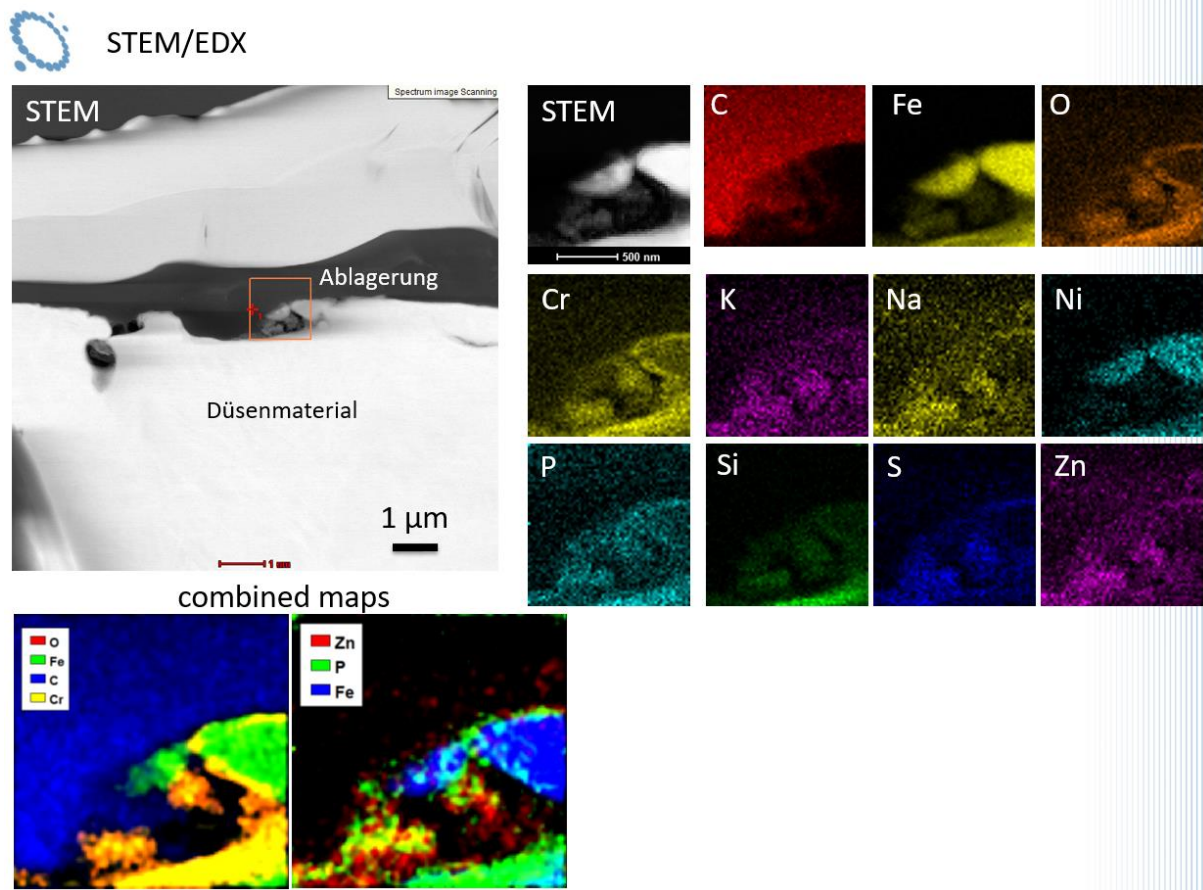 STEM/EDX
STEM
Spectrum image Scanning
Ablagerung
Düsenmaterial
1 µm
STEM
500 nm
C
Fe
O
Cr
K
Na
Ni
P
Si
S
Zn
combined maps
O
Fe
C
Cr
Zn
P
Fe